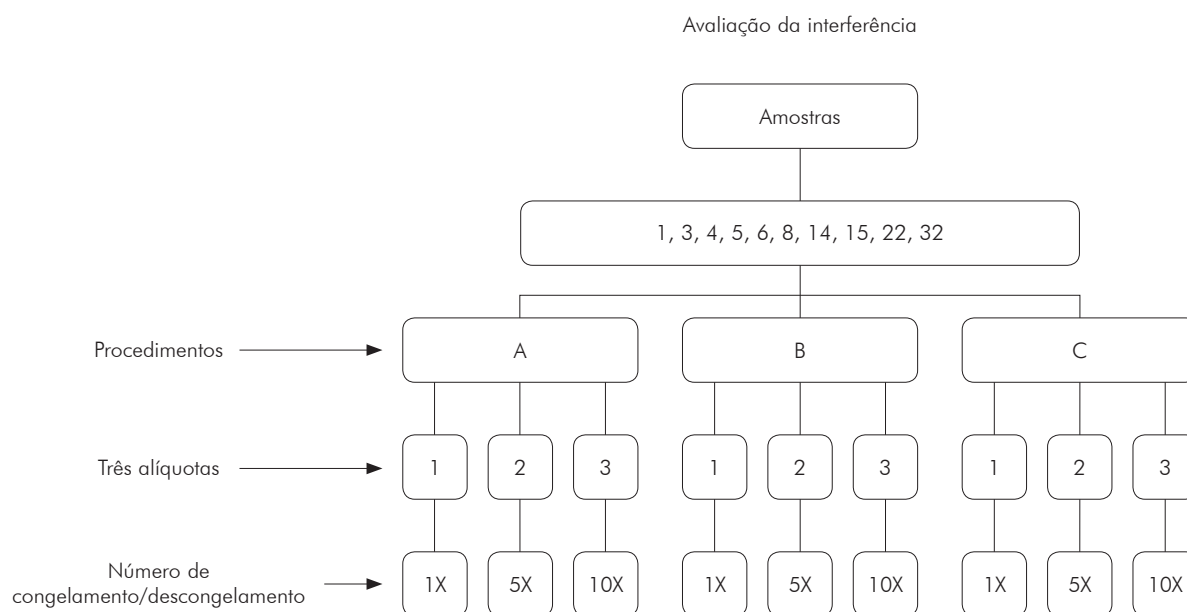 Avaliação da interferência
Amostras
1, 3, 4, 5, 6, 8, 14, 15, 22, 32
Procedimentos A B C
Três alíquotas 1 2 3 1 2 3 1 2 3
Número de
congelamento/descongelamento 1X 5X 10X 1X 5X 10X 1X 5X 10X